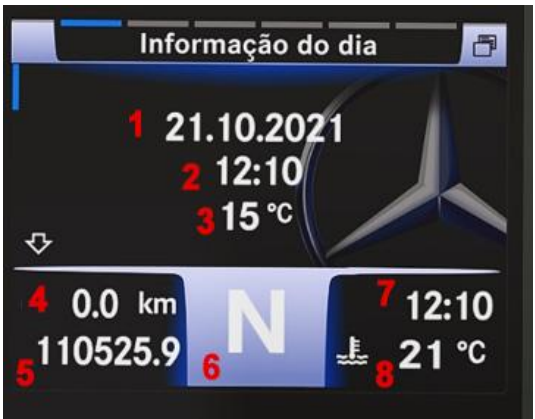 Informação do dia
1 21.10.2021
2 12:10
3 15 °C
4 0.0 km
5 110525.9
6 N
7 12:10
8 21 °C